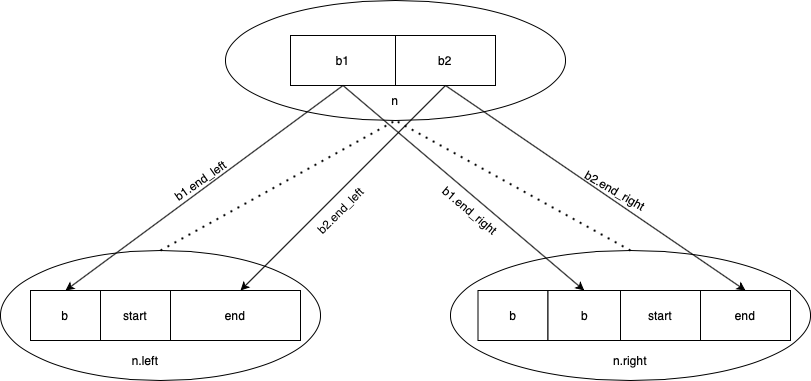 b1 b2
n
b1.end_left
b2.end_left
b1.end_right
b2.end_right
b start end
n.left
b b start end
n.right